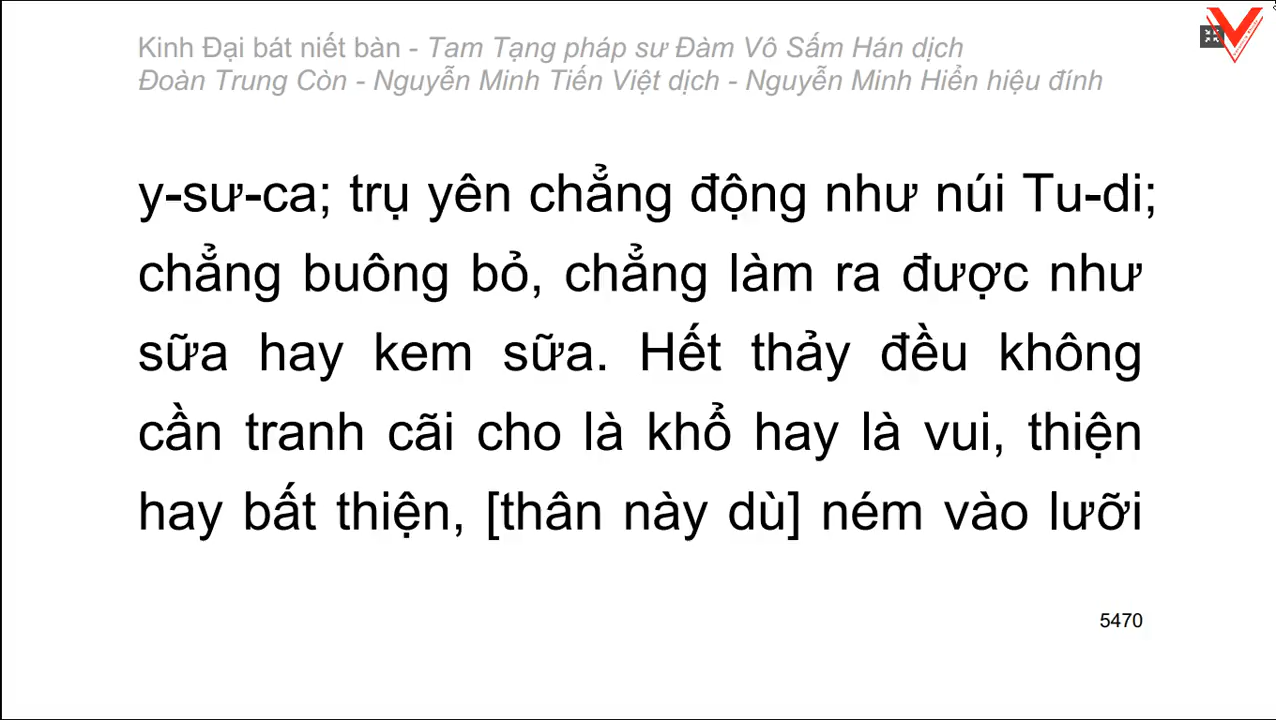 Kinh Đại bát niết bàn - Tam Tạng pháp sư Đàm Vô Sấm Hán dịch
Đoàn Trung Còn - Nguyễn Minh Tiến Việt dịch - Nguyễn Minh Hiển hiệu đính
y-sư-ca; trụ yên chẳng động như núi Tu-di;
chẳng buông bỏ, chẳng làm ra được như
sữa hay kem sữa. Hết thảy đều không
cần tranh cãi cho là khổ hay là vui, thiện
hay bất thiện, [thân này dù] ném vào lưỡi
5470